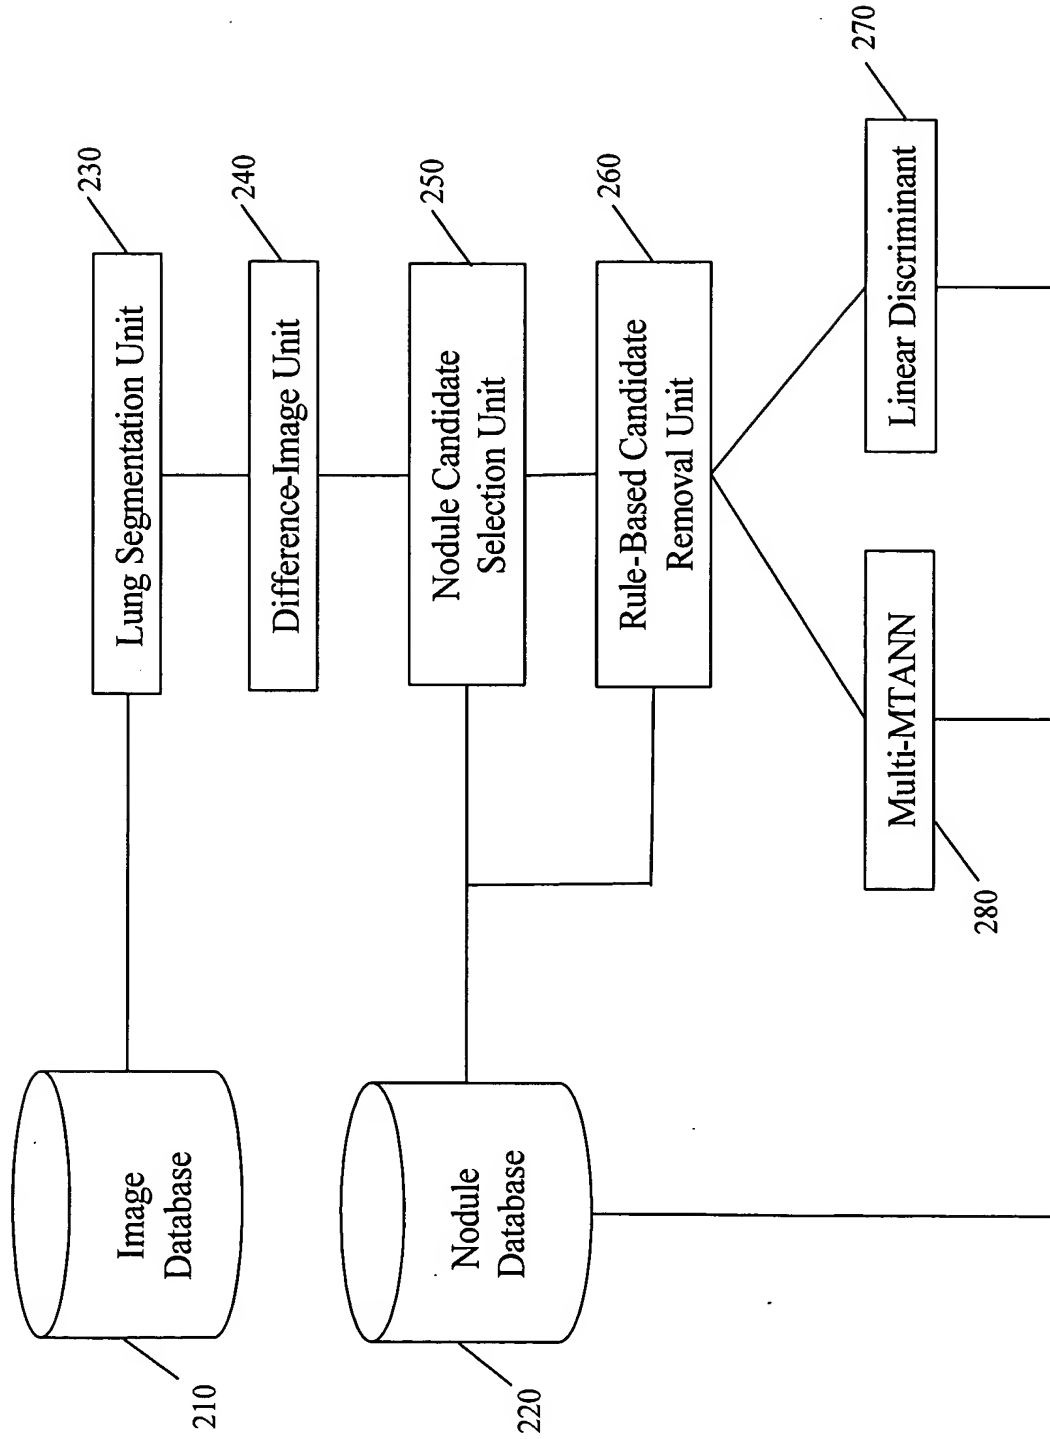 230
Lung Segmentation Unit
240
Difference-Image Unit
250
Nodule Candidate
Selection Unit
260
Rule-Based Candidate
Removal Unit
270
Linear Discriminant
Multi-MTANN
280
Image
Database
210
Nodule
Database
220